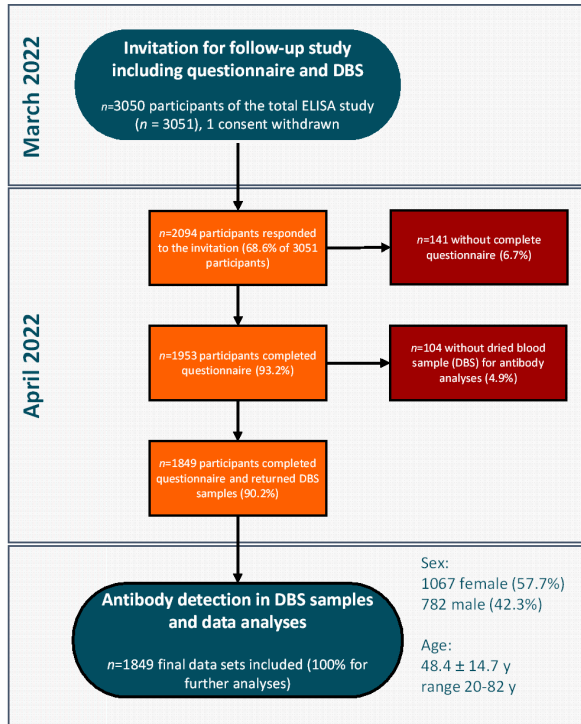 March 2022
Invitation for follow-up study
including questionnaire and DBS
n=3050 participants of the total ELISA study
(n = 3051), 1 consent withdrawn
April 2022
n=2094 participants responded
to the invitation (68.6% of 3051
participants)
n=141 without complete
questionnaire (6.7%)
n=1953 participants completed
questionnaire (93.2%)
n=104 without dried blood
sample (DBS) for antibody
analyses (4.9%)
n=1849 participants completed
questionnaire and returned DBS
samples (90.2%)
Antibody detection in DBS samples
and data analyses
n=1849 final data sets included (100% for
further analyses)
Sex:
1067 female (57.7%)
782 male (42.3%)
Age:
48.4 ± 14.7 y
range 20-82 y